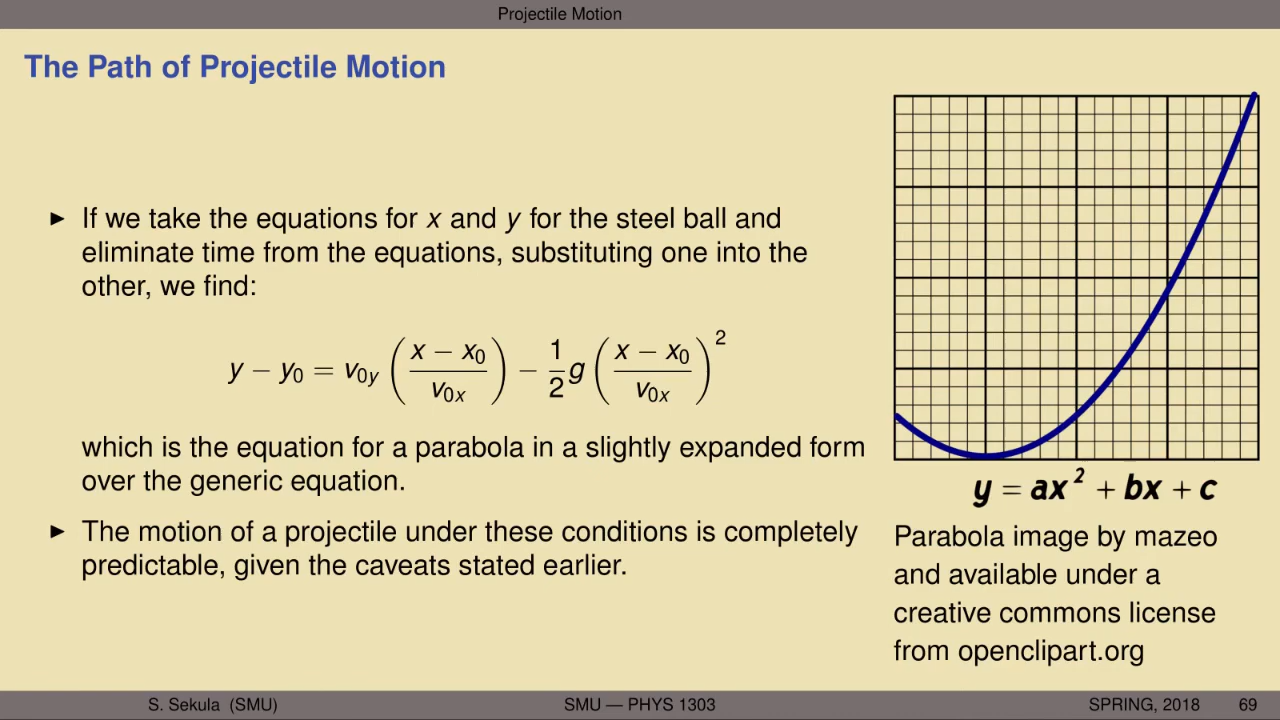 Projectile Motion
The Path of Projectile Motion
▶ If we take the equations for x and y for the steel ball and
eliminate time from the equations, substituting one into the
other, we find:
y − y₀ = v₀ᵧ ((x − x₀)/v₀ₓ) − (1/2)g ((x − x₀)/v₀ₓ)²
which is the equation for a parabola in a slightly expanded form
over the generic equation.
▶ The motion of a projectile under these conditions is completely
predictable, given the caveats stated earlier.
y = ax² + bx + c
Parabola image by mazeo
and available under a
creative commons license
from openclipart.org
S. Sekula (SMU) SMU — PHYS 1303 SPRING, 2018 69